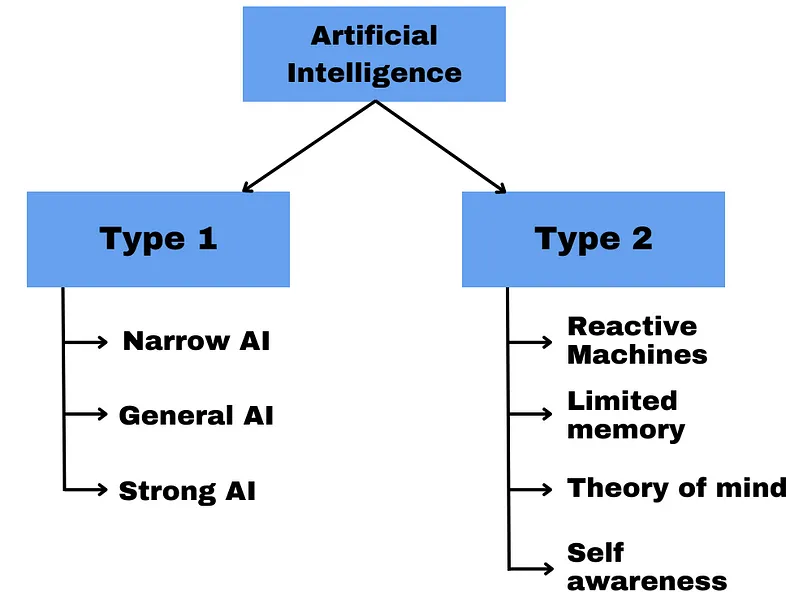 Artificial
Intelligence
Type 1
Narrow AI
General AI
Strong AI
Type 2
Reactive
Machines
Limited
memory
Theory of mind
Self
awareness